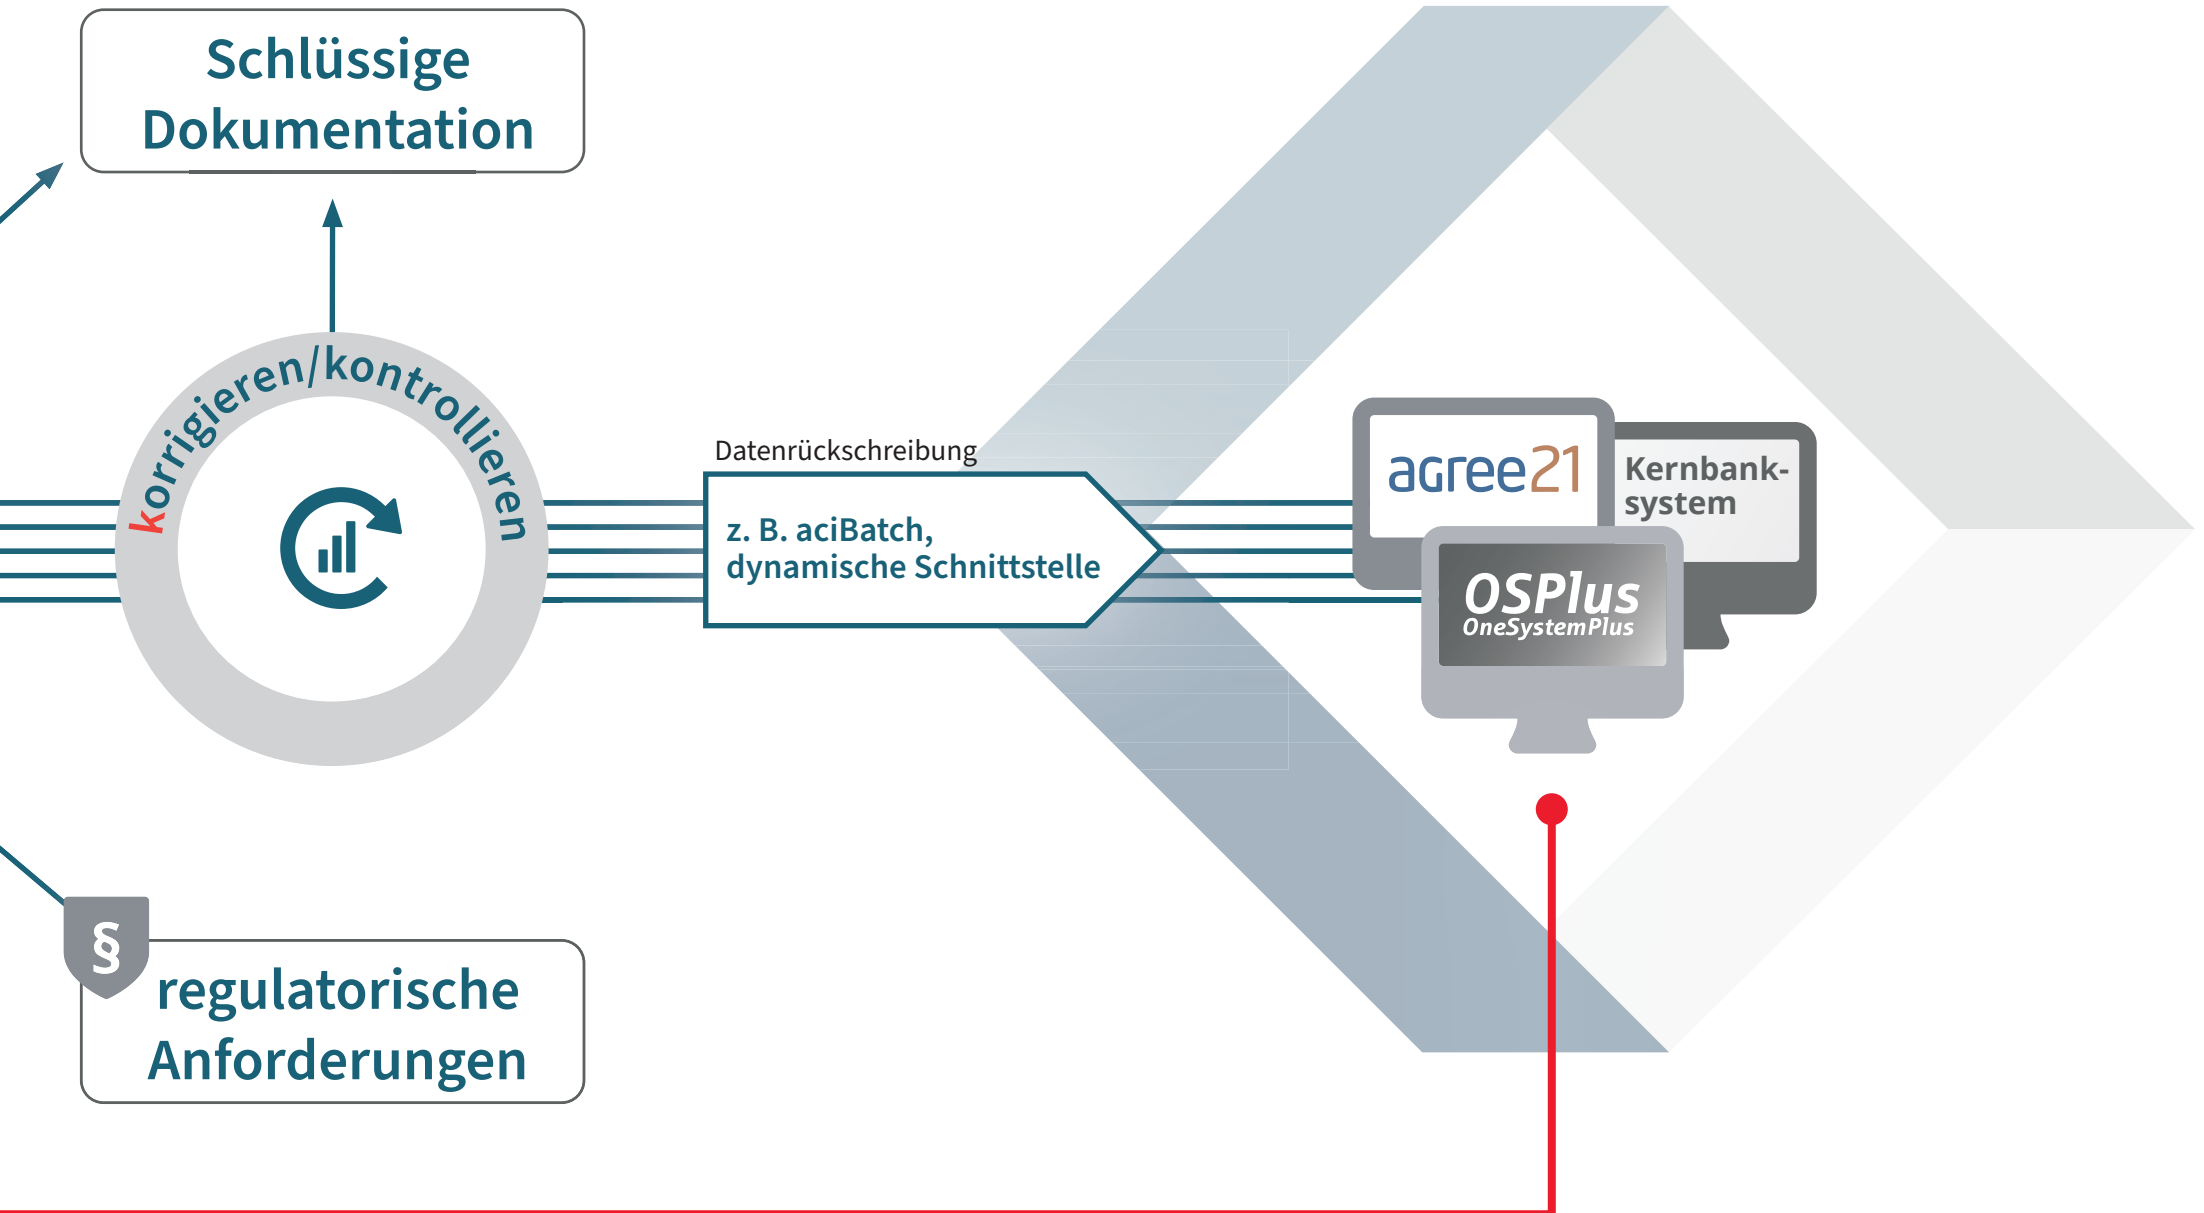 Schlüssige
Dokumentation
korrigieren/kontrollieren
Datenrückschreibung
z. B. aciBatch,
dynamische Schnittstelle
agree21
Kernbank-
system
OSPlus
OneSystemPlus
§
regulatorische
Anforderungen